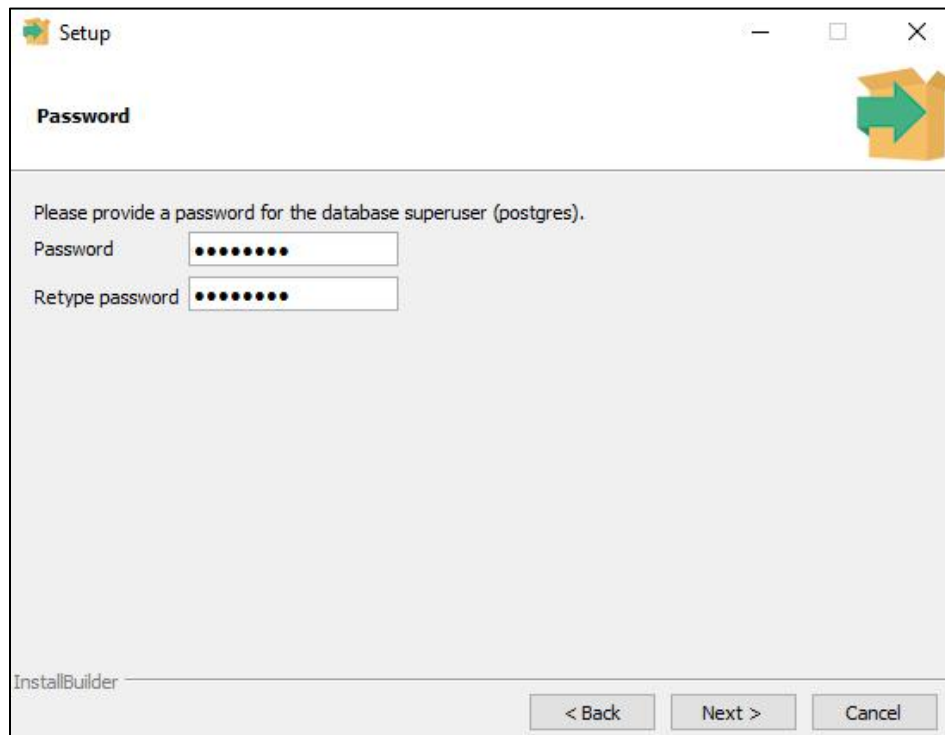 Setup
Password
Please provide a password for the database superuser (postgres).
Password ••••••••
Retype password ••••••••
InstallBuilder
< Back Next > Cancel